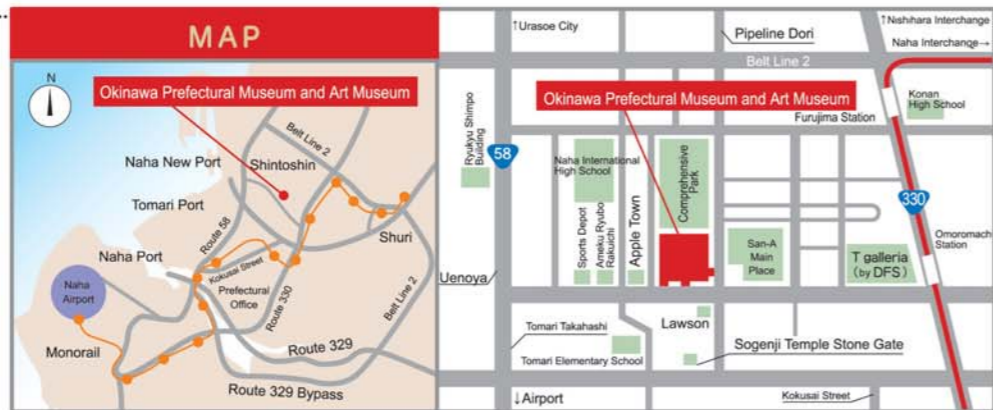 MAP
N
Okinawa Prefectural Museum and Art Museum
Belt Line 2
Naha New Port
Shintoshin
Tomari Port
Route 58
Shuri
Naha Port
Kokusai Street
Naha
Airport
Prefectural
Office
Route 330
Belt Line 2
Monorail
Route 329
Route 329 Bypass
↑Urasoe City
Pipeline Dori
↑Nishihara Interchange
Naha Interchange→
Belt Line 2
Okinawa Prefectural Museum and Art Museum
Konan
High School
Furujima Station
Ryukyu Shimpo
Building
58
Naha International
High School
Comprehensive
Park
330
Sports Depot
Ameku Ryubo
Rakuichi
Apple Town
San-A
Main
Place
Omoromachi
Station
T galleria
(by DFS)
Uenoya
Lawson
Tomari Takahashi
Tomari Elementary School
Sogenji Temple Stone Gate
↓Airport
Kokusai Street